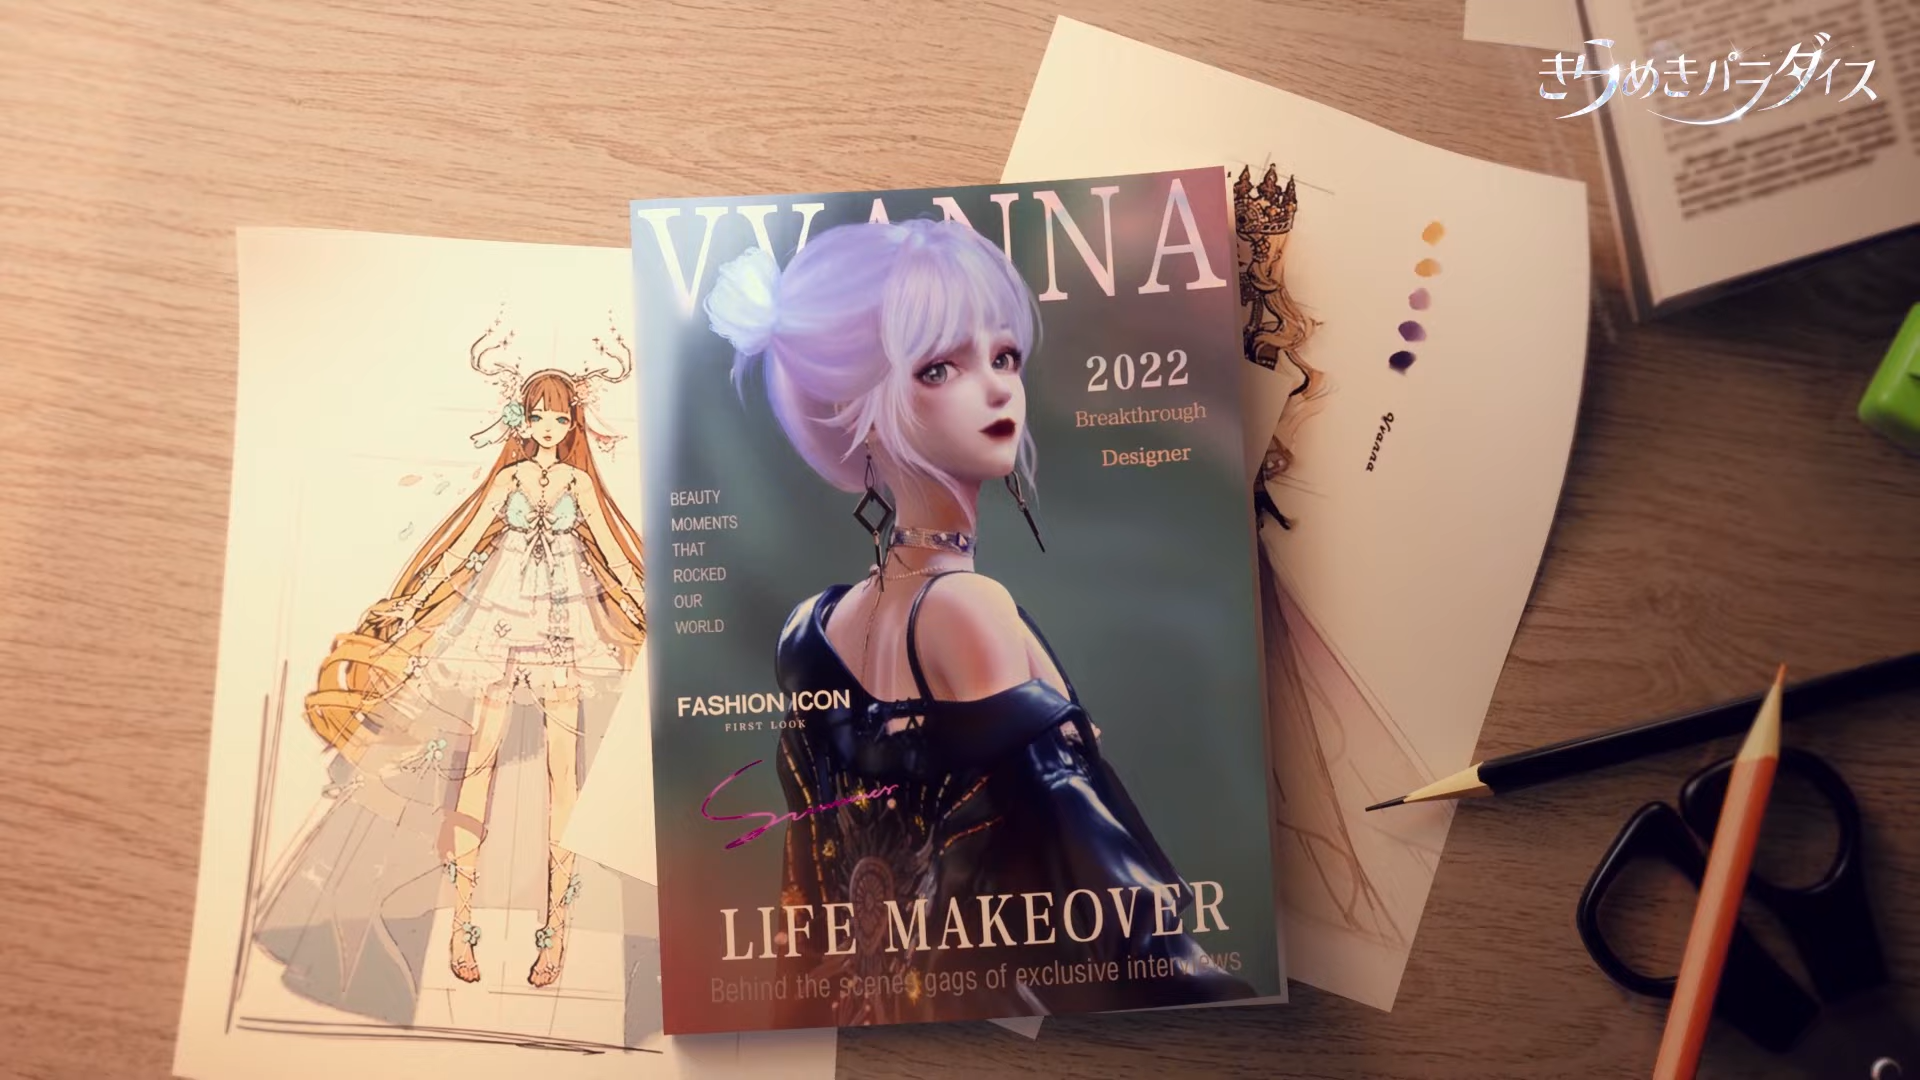 きらめきパラダイス
VVANNA
2022
Breakthrough
Designer
BEAUTY
MOMENTS
THAT
ROCKED
OUR
WORLD
FASHION ICON
FIRST LOOK
Summer
LIFE MAKEOVER
Behind the scenes gags of exclusive interviews
Vvanna